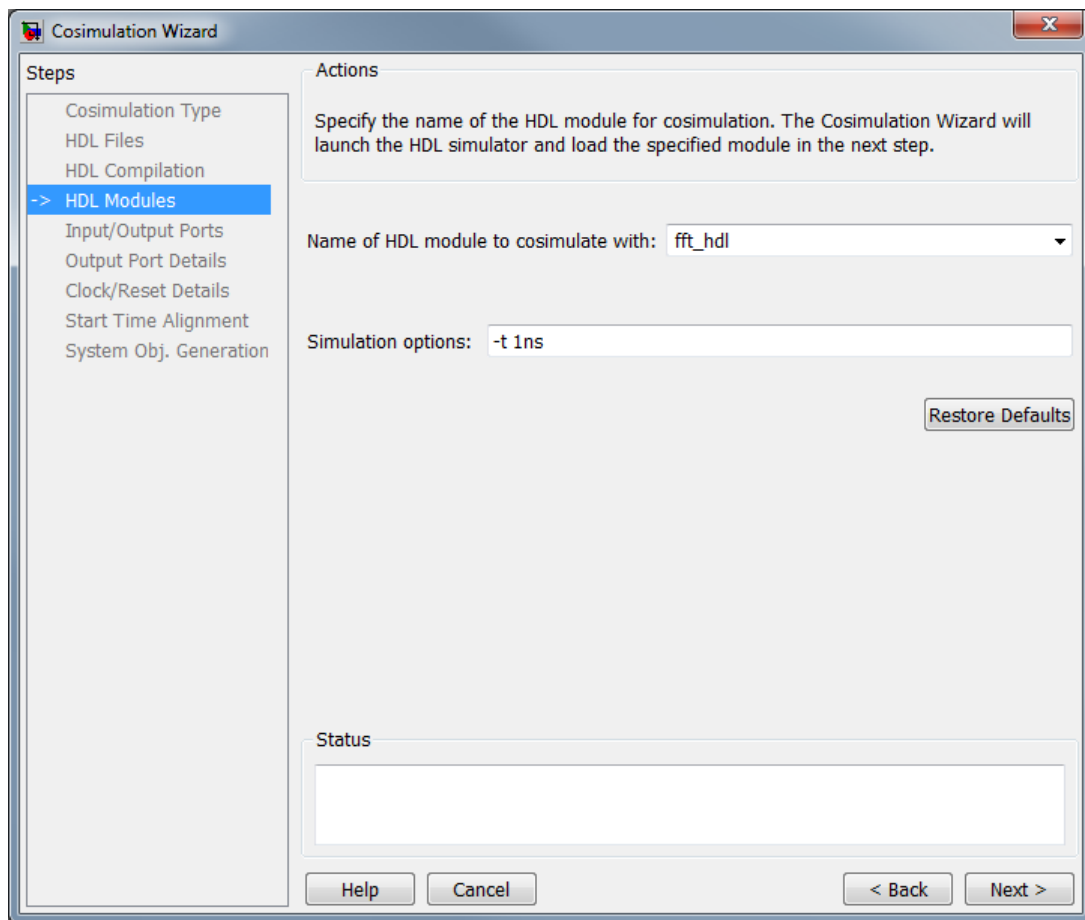 Cosimulation Wizard
Steps
Cosimulation Type
HDL Files
HDL Compilation
-> HDL Modules
Input/Output Ports
Output Port Details
Clock/Reset Details
Start Time Alignment
System Obj. Generation
Actions
Specify the name of the HDL module for cosimulation. The Cosimulation Wizard will
launch the HDL simulator and load the specified module in the next step.
Name of HDL module to cosimulate with: fft_hdl
Simulation options: -t 1ns
Restore Defaults
Status
Help Cancel < Back Next >